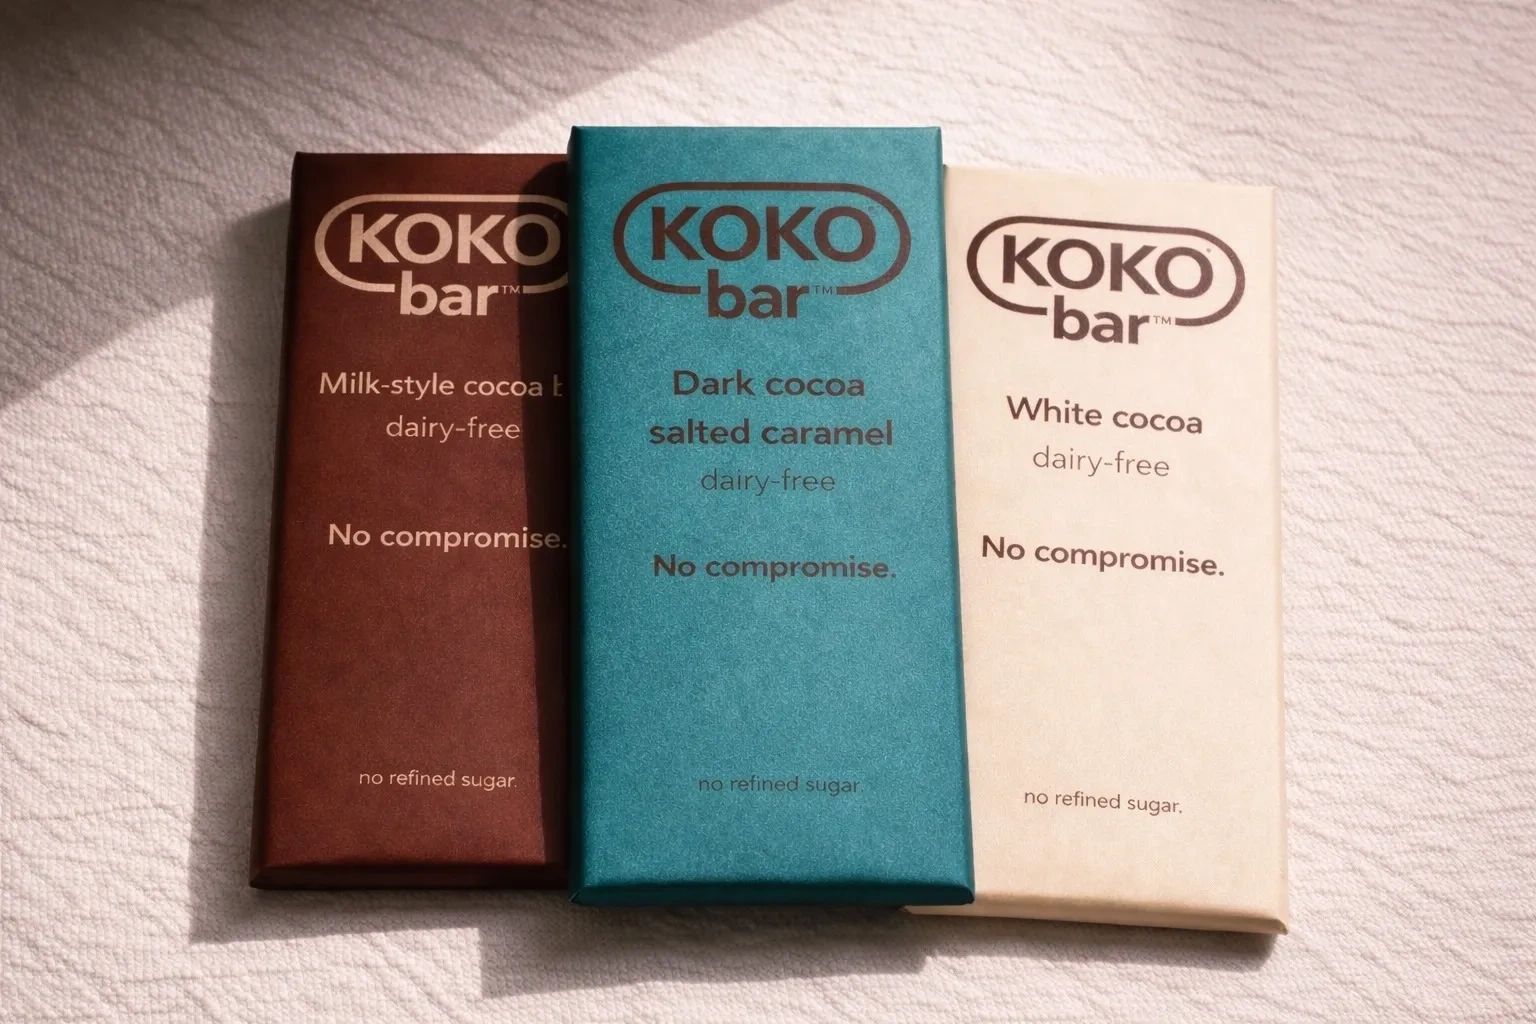 KOKO
bar™
Milk-style cocoa
dairy-free
No compromise.
no refined sugar.
KOKO
bar™
Dark cocoa
salted caramel
dairy-free
No compromise.
no refined sugar
KOKO
bar™
White cocoa
dairy-free
No compromise.
no refined sugar.